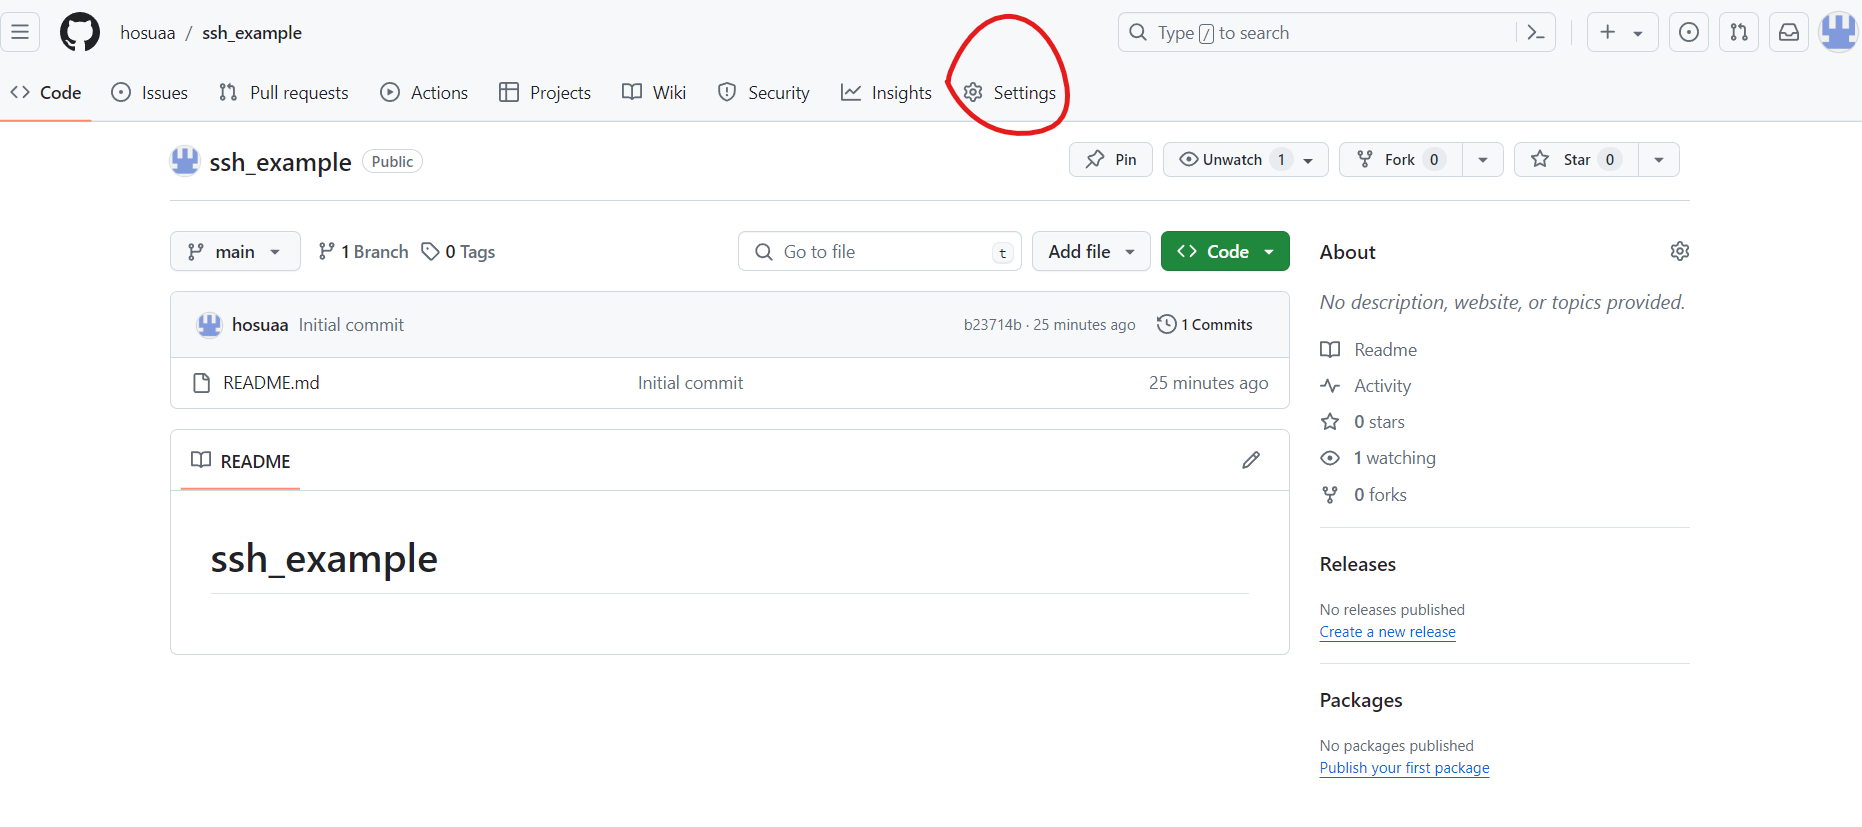 hosuaa / ssh_example
Type / to search
Code Issues Pull requests Actions Projects Wiki Security Insights Settings
ssh_example Public
Pin Unwatch 1 Fork 0 Star 0
main 1 Branch 0 Tags Go to file t Add file Code
hosuaa Initial commit b23714b · 25 minutes ago 1 Commits
README.md Initial commit 25 minutes ago
README
ssh_example
About
No description, website, or topics provided.
Readme
Activity
0 stars
1 watching
0 forks
Releases
No releases published
Create a new release
Packages
No packages published
Publish your first package